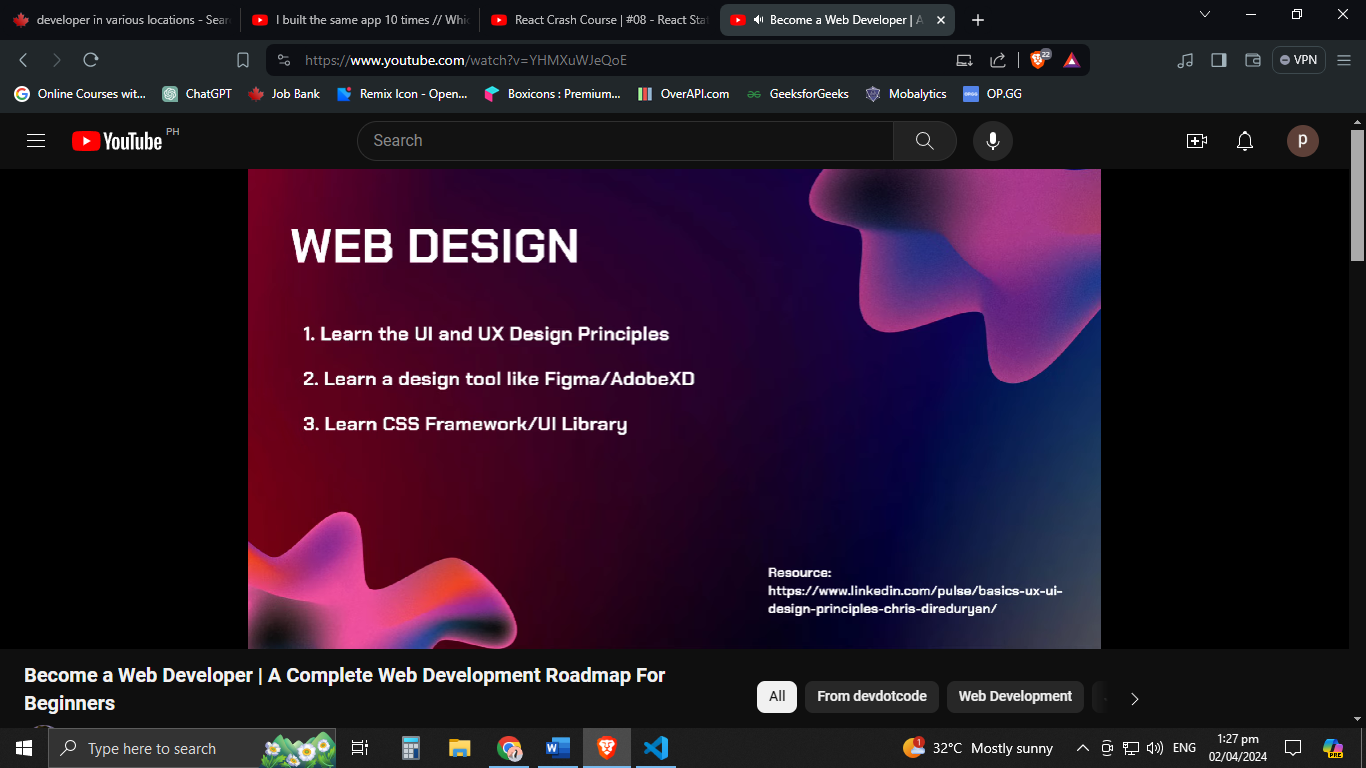 developer in various locations - Sear
I built the same app 10 times // Whic
React Crash Course | #08 - React Stat
Become a Web Developer | A
https://www.youtube.com/watch?v=YHMXuWJeQoE
22
VPN
Online Courses wit...
ChatGPT
Job Bank
Remix Icon - Open...
Boxicons : Premium...
OverAPI.com
GeeksforGeeks
Mobalytics
OP.GG
YouTube PH
Search
p
WEB DESIGN
1. Learn the UI and UX Design Principles
2. Learn a design tool like Figma/AdobeXD
3. Learn CSS Framework/UI Library
Resource:
https://www.linkedin.com/pulse/basics-ux-ui-
design-principles-chris-direduryan/
Become a Web Developer | A Complete Web Development Roadmap For
Beginners
All
From devdotcode
Web Development
Type here to search
1
32°C Mostly sunny
ENG
1:27 pm
02/04/2024
PRE